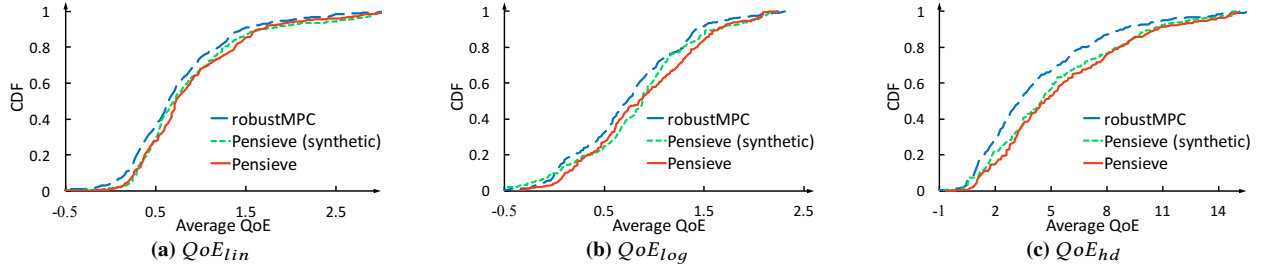 1
0.8
0.6
0.4
0.2
0
CDF
robustMPC
Pensieve (synthetic)
Pensieve
-0.5
0.5
1.5
2.5
Average QoE
(a) QoE_lin
1
0.8
0.6
0.4
0.2
0
CDF
robustMPC
Pensieve (synthetic)
Pensieve
-0.5
0.5
1.5
2.5
Average QoE
(b) QoE_log
1
0.8
0.6
0.4
0.2
0
CDF
robustMPC
Pensieve (synthetic)
Pensieve
-1
2
5
8
11
14
Average QoE
(c) QoE_hd